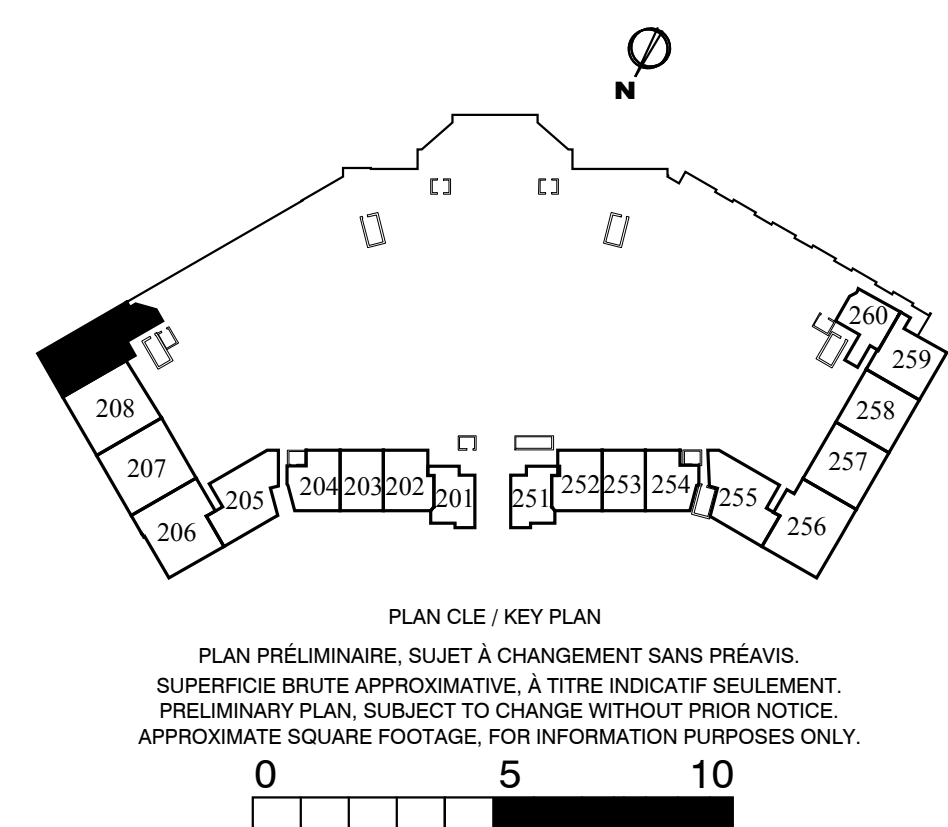 N
260
259
208
258
207
257
204 203 202
252 253 254
205
201
251
255
206
256
PLAN CLE / KEY PLAN
PLAN PRÉLIMINAIRE, SUJET À CHANGEMENT SANS PRÉAVIS.
SUPERFICIE BRUTE APPROXIMATIVE, À TITRE INDICATIF SEULEMENT.
PRELIMINARY PLAN, SUBJECT TO CHANGE WITHOUT PRIOR NOTICE.
APPROXIMATE SQUARE FOOTAGE, FOR INFORMATION PURPOSES ONLY.
0 5 10